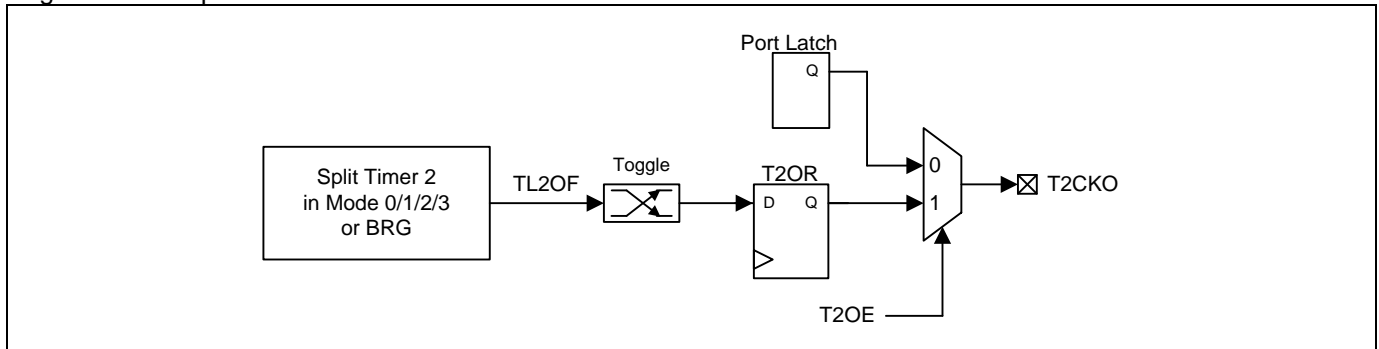 Port Latch
Q
Split Timer 2
in Mode 0/1/2/3
or BRG
TL2OF
Toggle
T2OR
D Q
0
1
T2CKO
T2OE